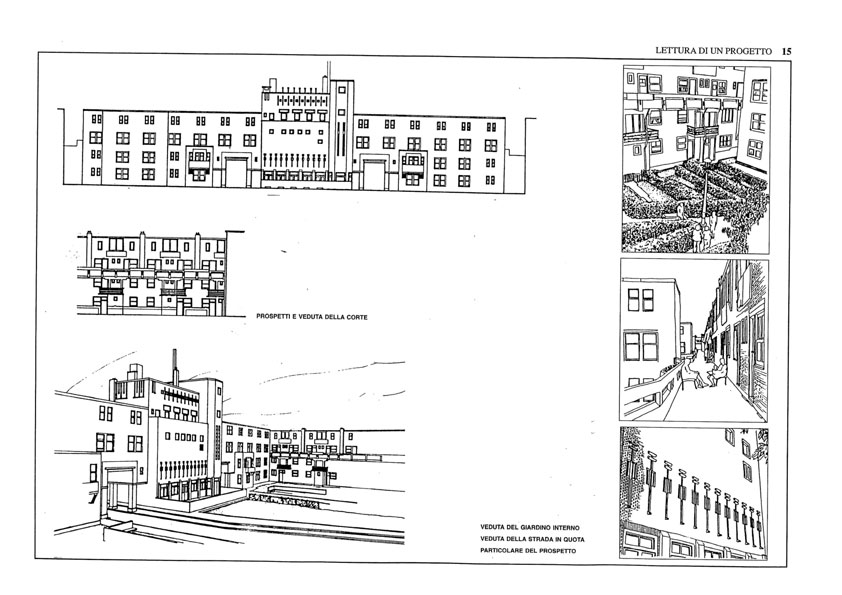 LETTURA DI UN PROGETTO 15
PROSPETTI E VEDUTA DELLA CORTE
VEDUTA DEL GIARDINO INTERNO
VEDUTA DELLA STRADA IN QUOTA
PARTICOLARE DEL PROSPETTO